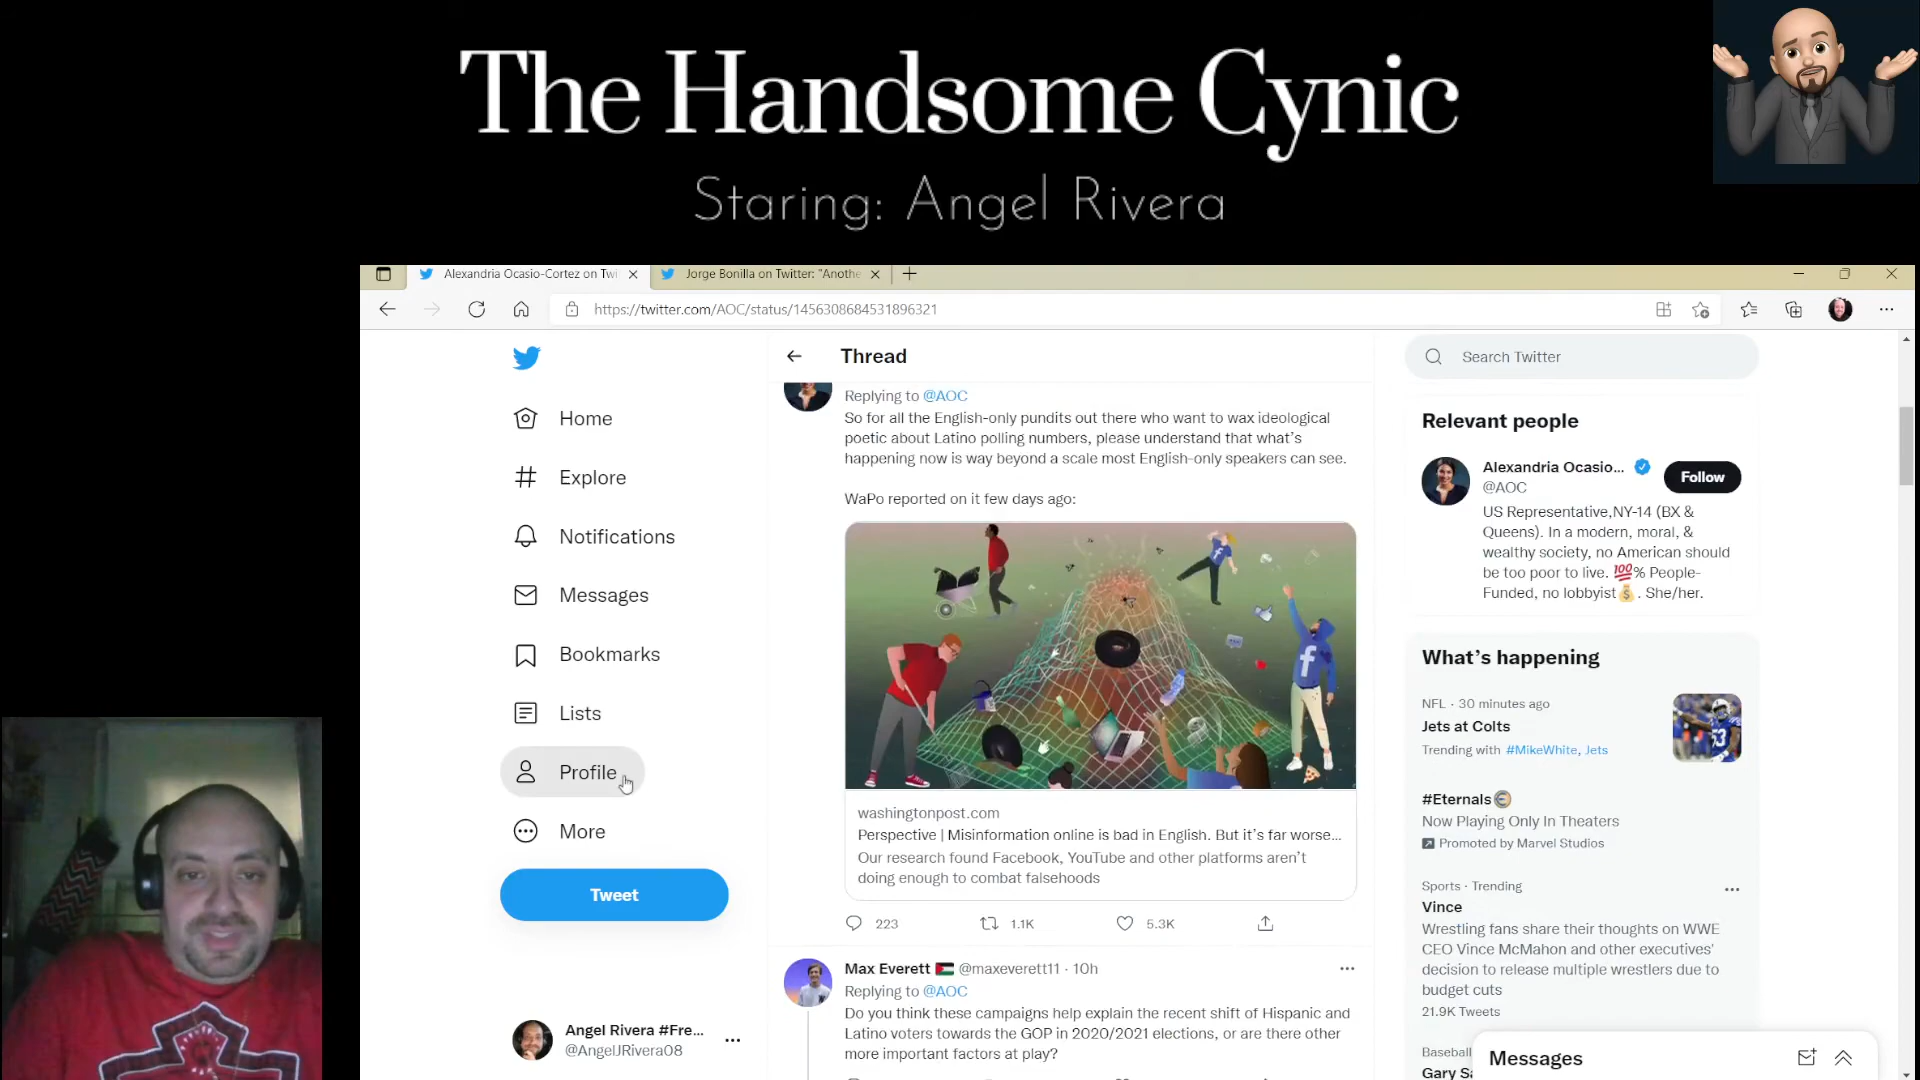 The Handsome Cynic
Staring: Angel Rivera
Alexandria Ocasio-Cortez on Twi
Jorge Bonilla on Twitter: "Anothe
https://twitter.com/AOC/status/1456308684531896321
Home
Explore
Notifications
Messages
Bookmarks
Lists
Profile
More
Tweet
Angel Rivera #Fre...
@AngelJRivera08
Thread
Replying to @AOC
So for all the English-only pundits out there who want to wax ideological
poetic about Latino polling numbers, please understand that what's
happening now is way beyond a scale most English-only speakers can see.
WaPo reported on it few days ago:
washingtonpost.com
Perspective | Misinformation online is bad in English. But it's far worse...
Our research found Facebook, YouTube and other platforms aren't
doing enough to combat falsehoods
223
1.1K
5.3K
Max Everett @maxeverett11 · 10h
Replying to @AOC
Do you think these campaigns help explain the recent shift of Hispanic and
Latino voters towards the GOP in 2020/2021 elections, or are there other
more important factors at play?
Search Twitter
Relevant people
Alexandria Ocasio...
@AOC
Follow
US Representative,NY-14 (BX &
Queens). In a modern, moral, &
wealthy society, no American should
be too poor to live. 💯% People-
Funded, no lobbyist💰. She/her.
What's happening
NFL · 30 minutes ago
Jets at Colts
Trending with #MikeWhite, Jets
#Eternals
Now Playing Only In Theaters
Promoted by Marvel Studios
Sports · Trending
Vince
Wrestling fans share their thoughts on WWE
CEO Vince McMahon and other executives'
decision to release multiple wrestlers due to
budget cuts
21.9K Tweets
Baseball
Gary Sa
Messages